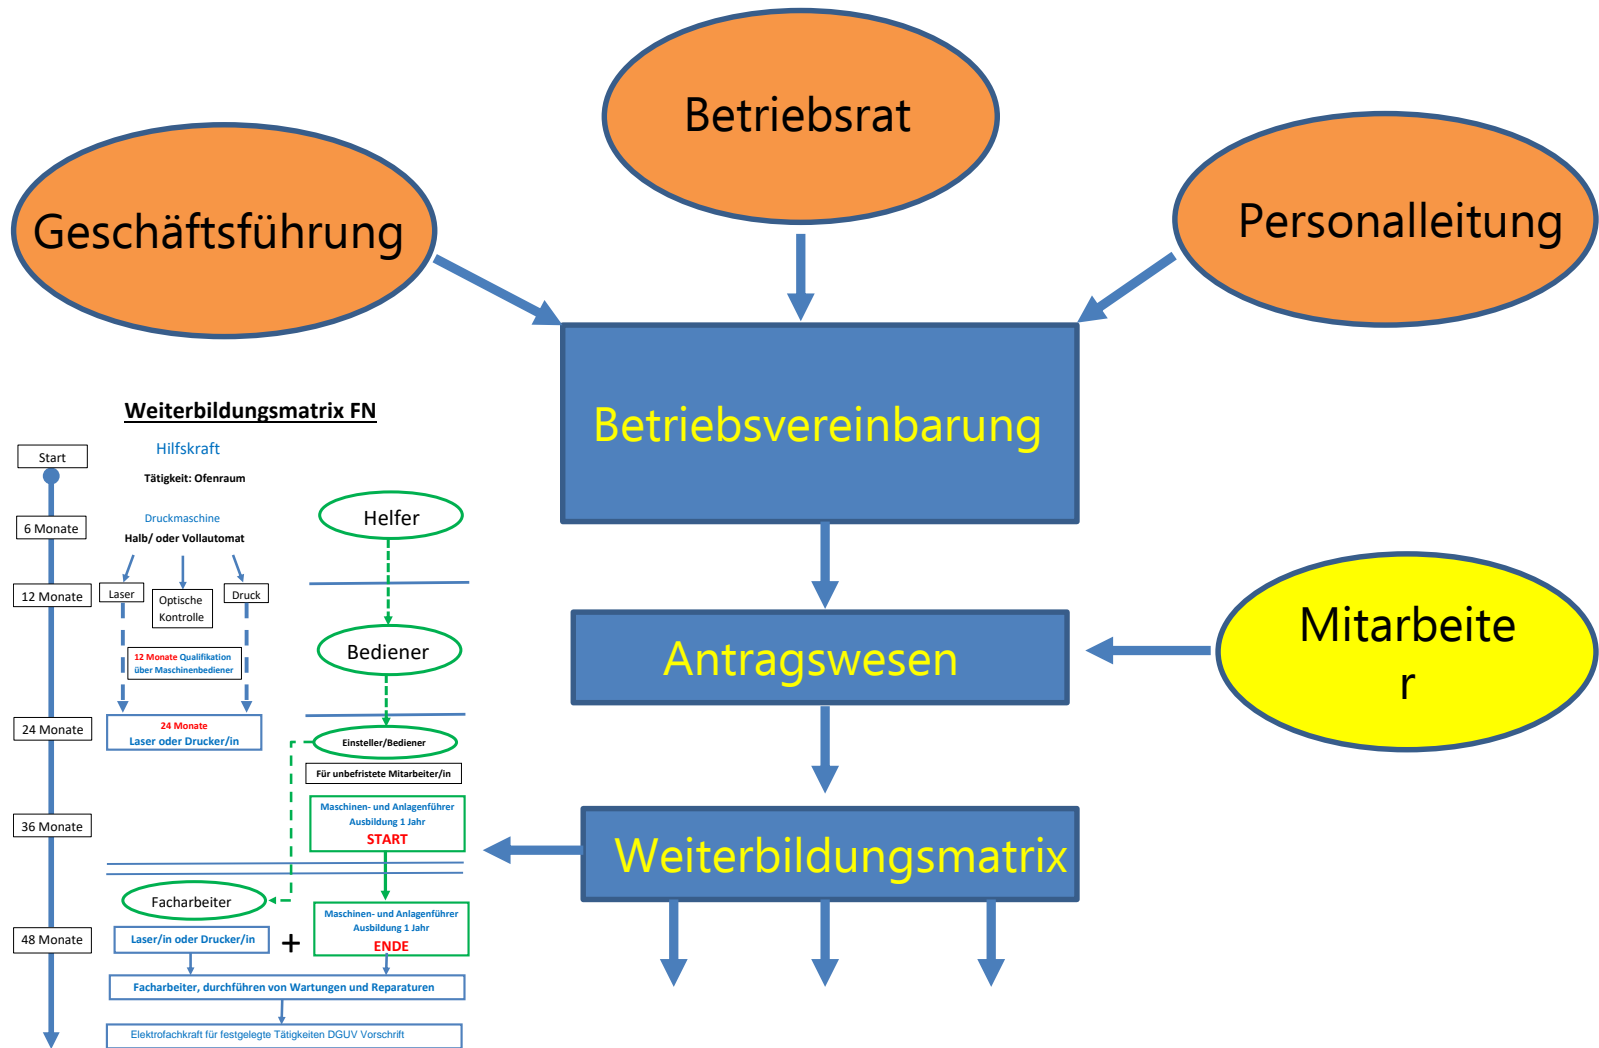 Betriebsrat
Geschäftsführung
Personalleitung
Betriebsvereinbarung
Antragswesen
Mitarbeite
r
Weiterbildungsmatrix
Weiterbildungsmatrix FN
Start
Hilfskraft
Tätigkeit: Ofenraum
6 Monate
Druckmaschine
Halb/ oder Vollautomat
Helfer
12 Monate
Laser
Optische
Kontrolle
Druck
12 Monate Qualifikation
über Maschinenbediener
Bediener
24 Monate
24 Monate
Laser oder Drucker/in
Einsteller/Bediener
Für unbefristete Mitarbeiter/in
36 Monate
Maschinen- und Anlagenführer
Ausbildung 1 Jahr
START
Facharbeiter
48 Monate
Laser/in oder Drucker/in
+
Maschinen- und Anlagenführer
Ausbildung 1 Jahr
ENDE
Facharbeiter, durchführen von Wartungen und Reparaturen
Elektrofachkraft für festgelegte Tätigkeiten DGUV Vorschrift